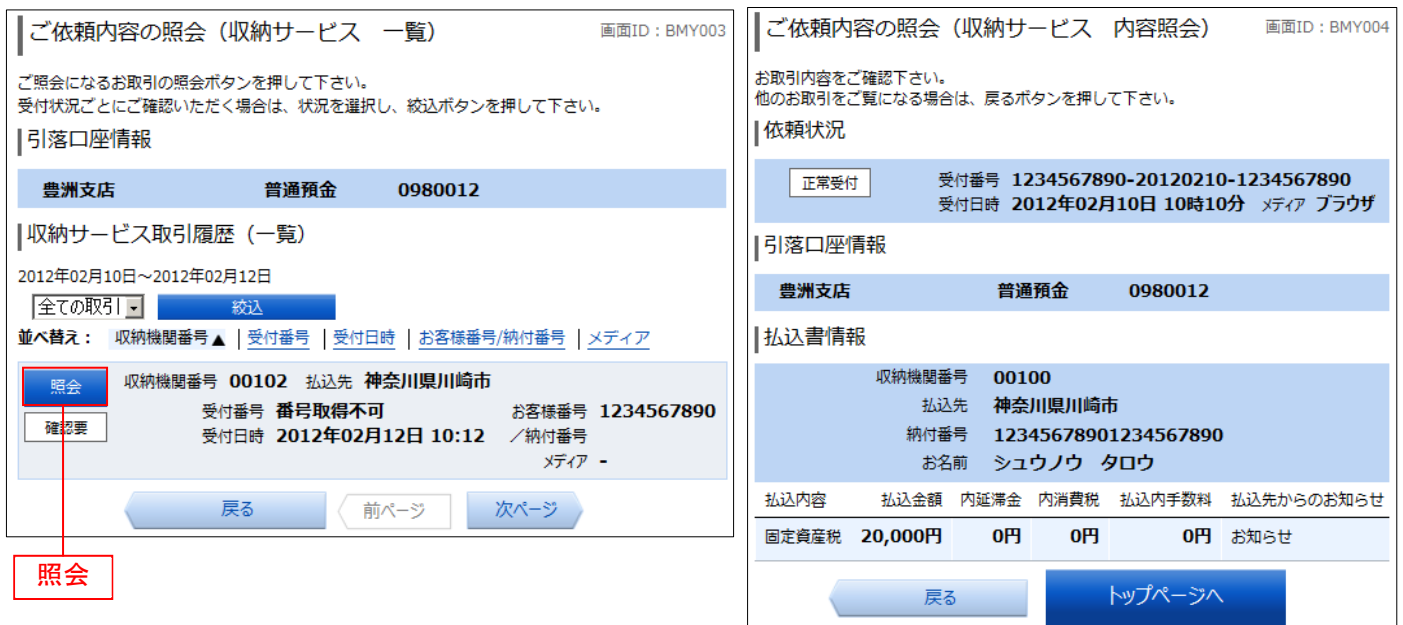 ご依頼内容の照会（収納サービス　一覧）
画面ID：BMY003
ご照会になるお取引の照会ボタンを押して下さい。
受付状況ごとにご確認いただく場合は、状況を選択し、絞込ボタンを押して下さい。
引落口座情報
豊洲支店 普通預金 0980012
収納サービス取引履歴（一覧）
2012年02月10日～2012年02月12日
全ての取引 絞込
並べ替え： 収納機関番号▲ | 受付番号 | 受付日時 | お客様番号/納付番号 | メディア
照会 収納機関番号 00102 払込先 神奈川県川崎市
受付番号 番号取得不可 お客様番号 1234567890
確認要
受付日時 2012年02月12日 10:12 ／納付番号
メディア -
戻る 前ページ 次ページ
照会
ご依頼内容の照会（収納サービス　内容照会）
画面ID：BMY004
お取引内容をご確認下さい。
他のお取引をご覧になる場合は、戻るボタンを押して下さい。
依頼状況
正常受付 受付番号 1234567890-20120210-1234567890
受付日時 2012年02月10日 10時10分 メディア ブラウザ
引落口座情報
豊洲支店 普通預金 0980012
払込書情報
収納機関番号 00100
払込先 神奈川県川崎市
納付番号 12345678901234567890
お名前 シュウノウ　タロウ
払込内容 払込金額 内延滞金 内消費税 払込内手数料 払込先からのお知らせ
固定資産税 20,000円 0円 0円 0円 お知らせ
戻る トップページへ